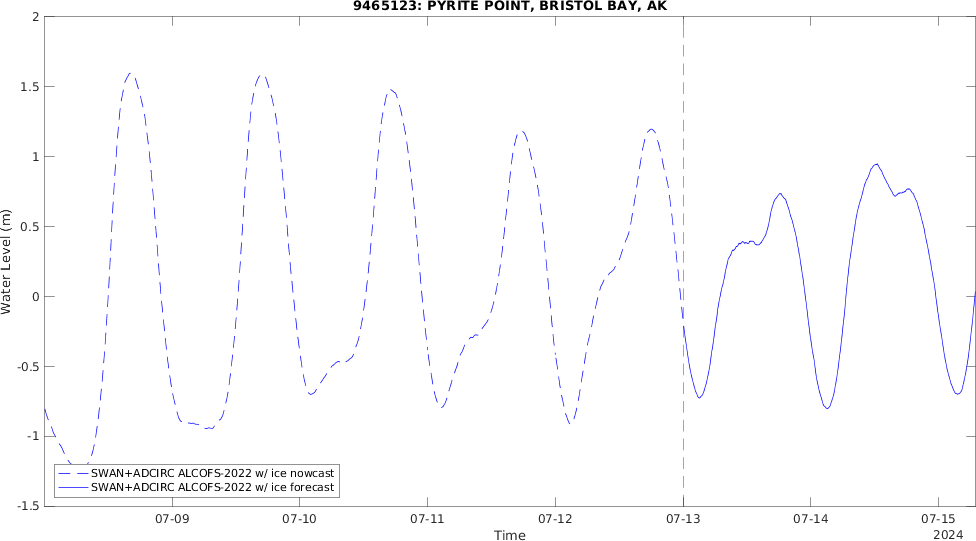 9465123: PYRITE POINT, BRISTOL BAY, AK
2
1.5
1
0.5
0
-0.5
-1
-1.5
Water Level (m)
SWAN+ADCIRC ALCOFS-2022 w/ ice nowcast
SWAN+ADCIRC ALCOFS-2022 w/ ice forecast
07-09 07-10 07-11 07-12 07-13 07-14 07-15
Time
2024